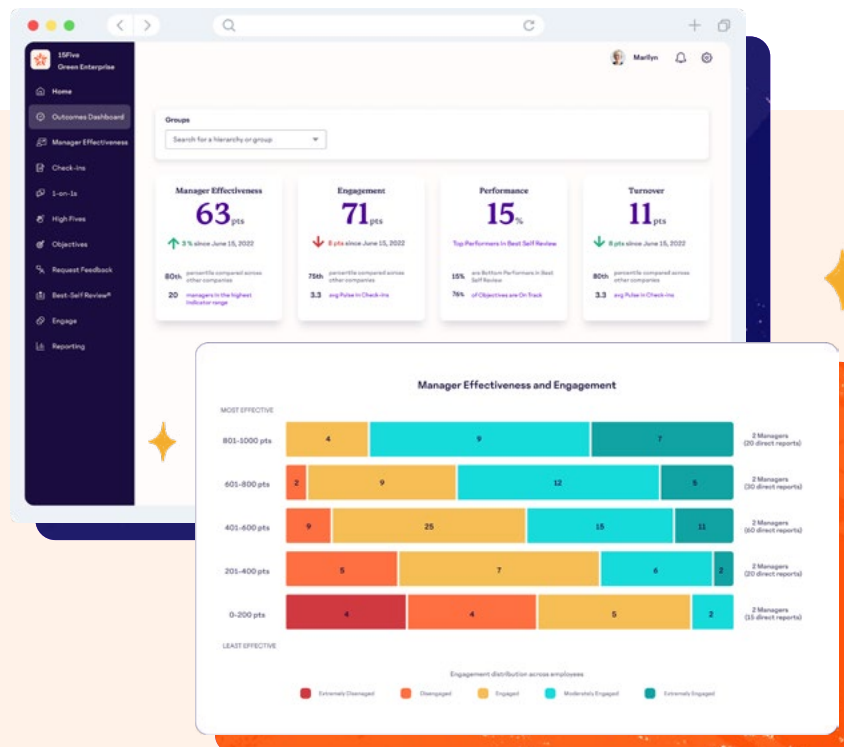 15Five
Green Enterprise
Marilyn
Home
Outcomes Dashboard
Manager Effectiveness
Check-ins
1-on-1s
High Fives
Objectives
Request Feedback
Best-Self Review®
Engage
Reporting
Groups
Search for a hierarchy or group
Manager Effectiveness
63 pts
3 % since June 15, 2022
80th percentile compared across
other companies
20 managers in the highest
indicator range
Engagement
71 pts
8 pts since June 15, 2022
75th percentile compared across
other companies
3.3 avg Pulse in Check-ins
Performance
15%
Top Performers in Best Self Review
15% are Bottom Performers in Best
Self Review
76% of Objectives are On Track
Turnover
11 pts
8 pts since June 15, 2022
80th percentile compared across
other companies
3.3 avg Pulse in Check-ins
Manager Effectiveness and Engagement
MOST EFFECTIVE
801-1000 pts 4 9 7 2 Managers
(20 direct reports)
601-800 pts 2 9 12 5 2 Managers
(30 direct reports)
401-600 pts 9 25 15 11 2 Managers
(60 direct reports)
201-400 pts 5 7 6 2 2 Managers
(20 direct reports)
0-200 pts 4 4 5 2 2 Managers
(15 direct reports)
LEAST EFFECTIVE
Engagement distribution across employees
Extremely Disengaged Disengaged Engaged Moderately Engaged Extremely Engaged